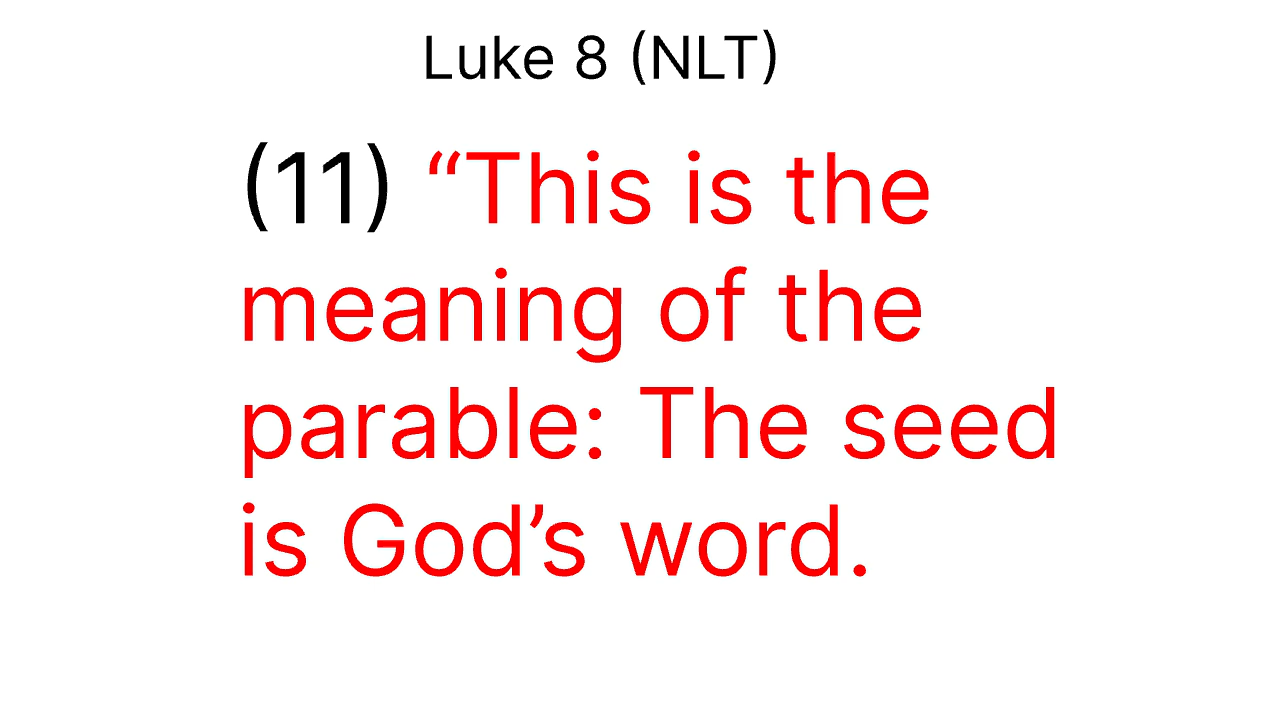 Luke 8 (NLT)
(11) “This is the
meaning of the
parable: The seed
is God’s word.